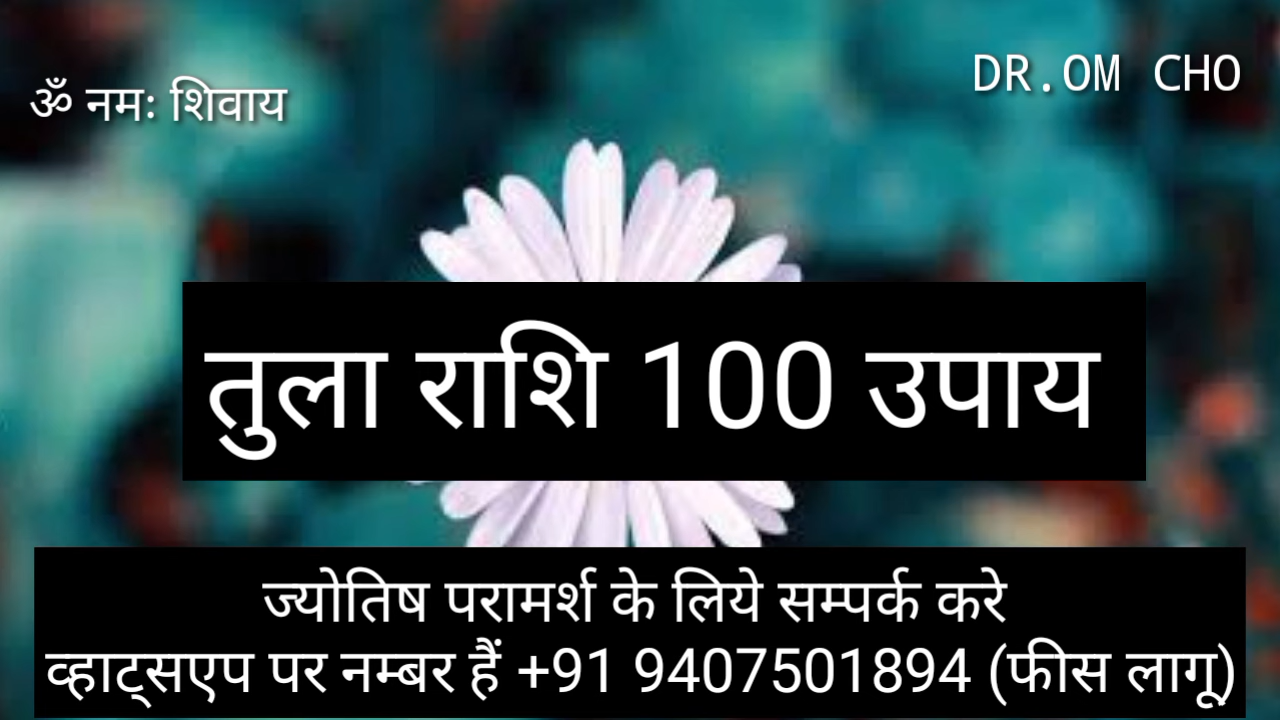 ॐ नमः शिवाय
DR.OM CHO
तुला राशि 100 उपाय
ज्योतिष परामर्श के लिये सम्पर्क करे
व्हाट्सएप पर नम्बर हैं +91 9407501894 (फीस लागू)